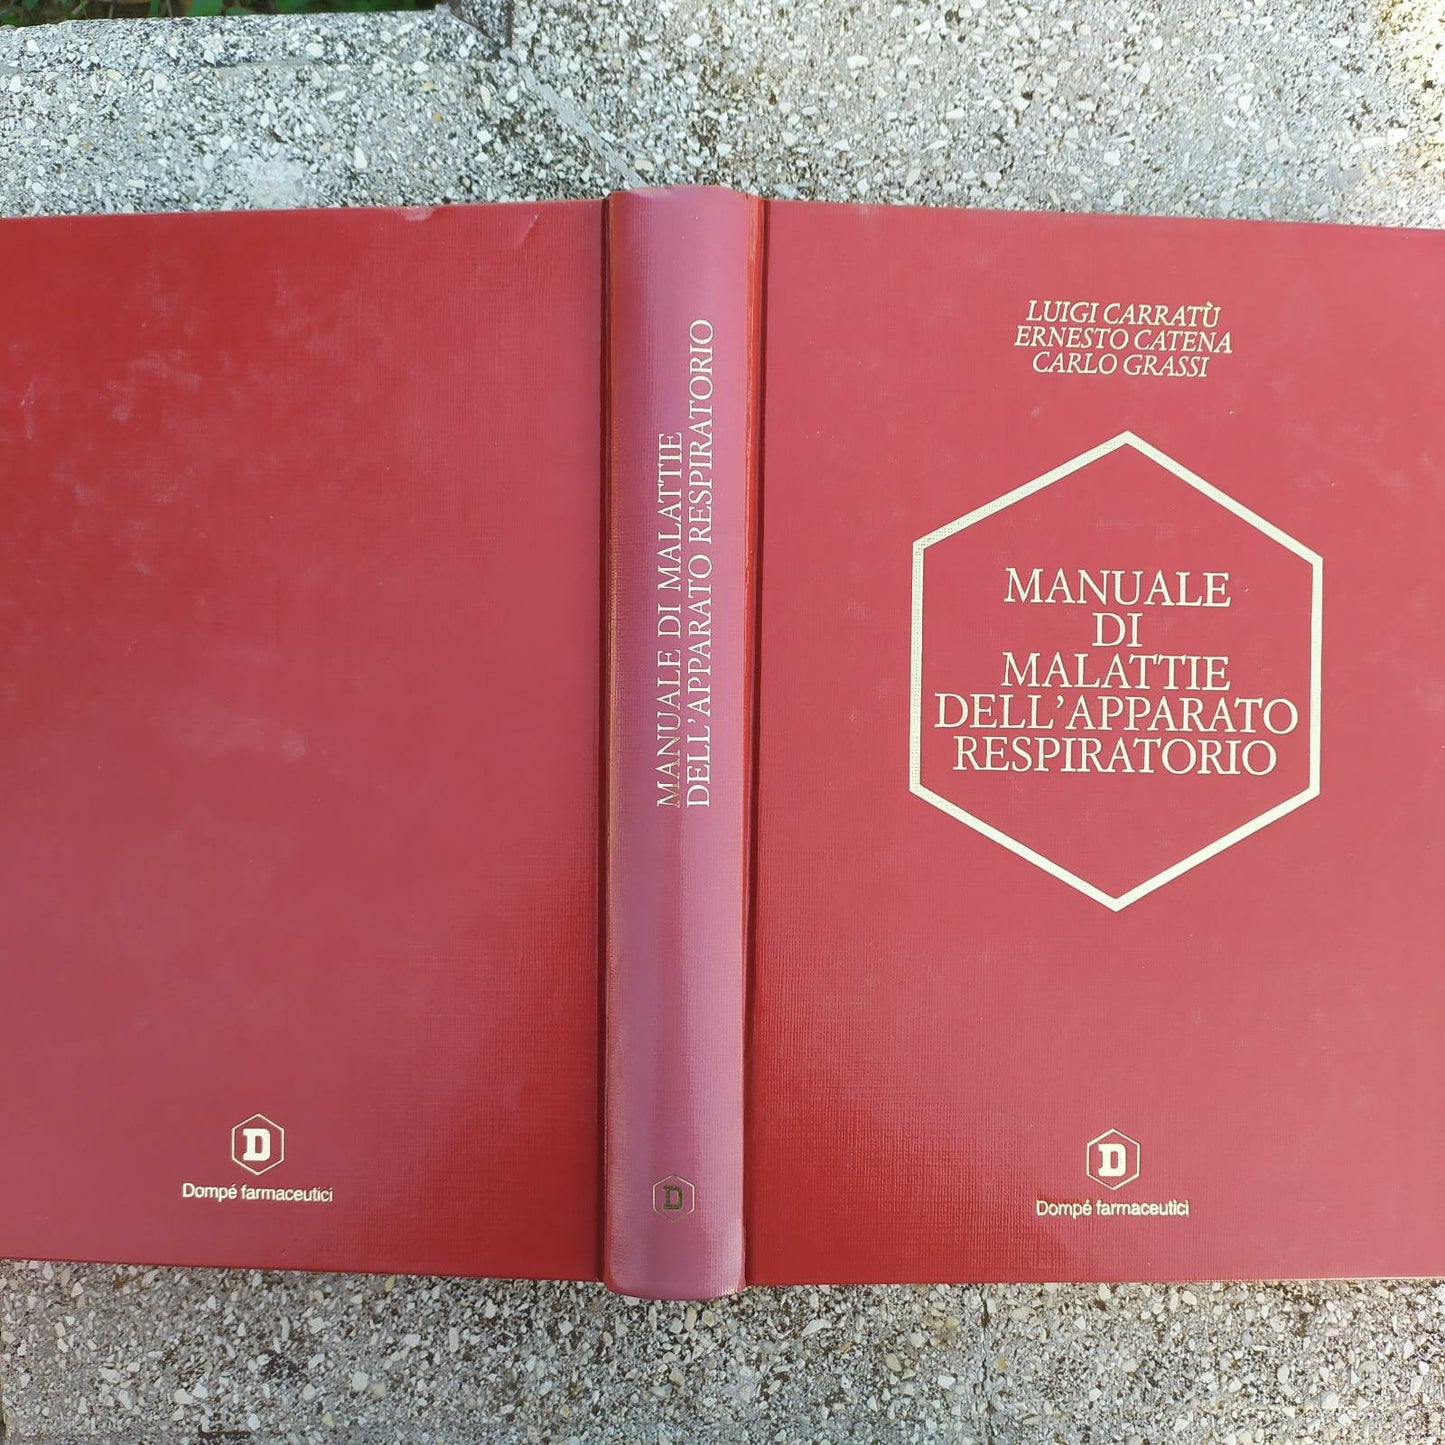 D
Dompé farmaceutici
MANUALE DI MALATTIE
DELL'APPARATO RESPIRATORIO
D
LUIGI CARRATÙ
ERNESTO CATENA
CARLO GRASSI
MANUALE
DI
MALATTIE
DELL'APPARATO
RESPIRATORIO
D
Dompé farmaceutici